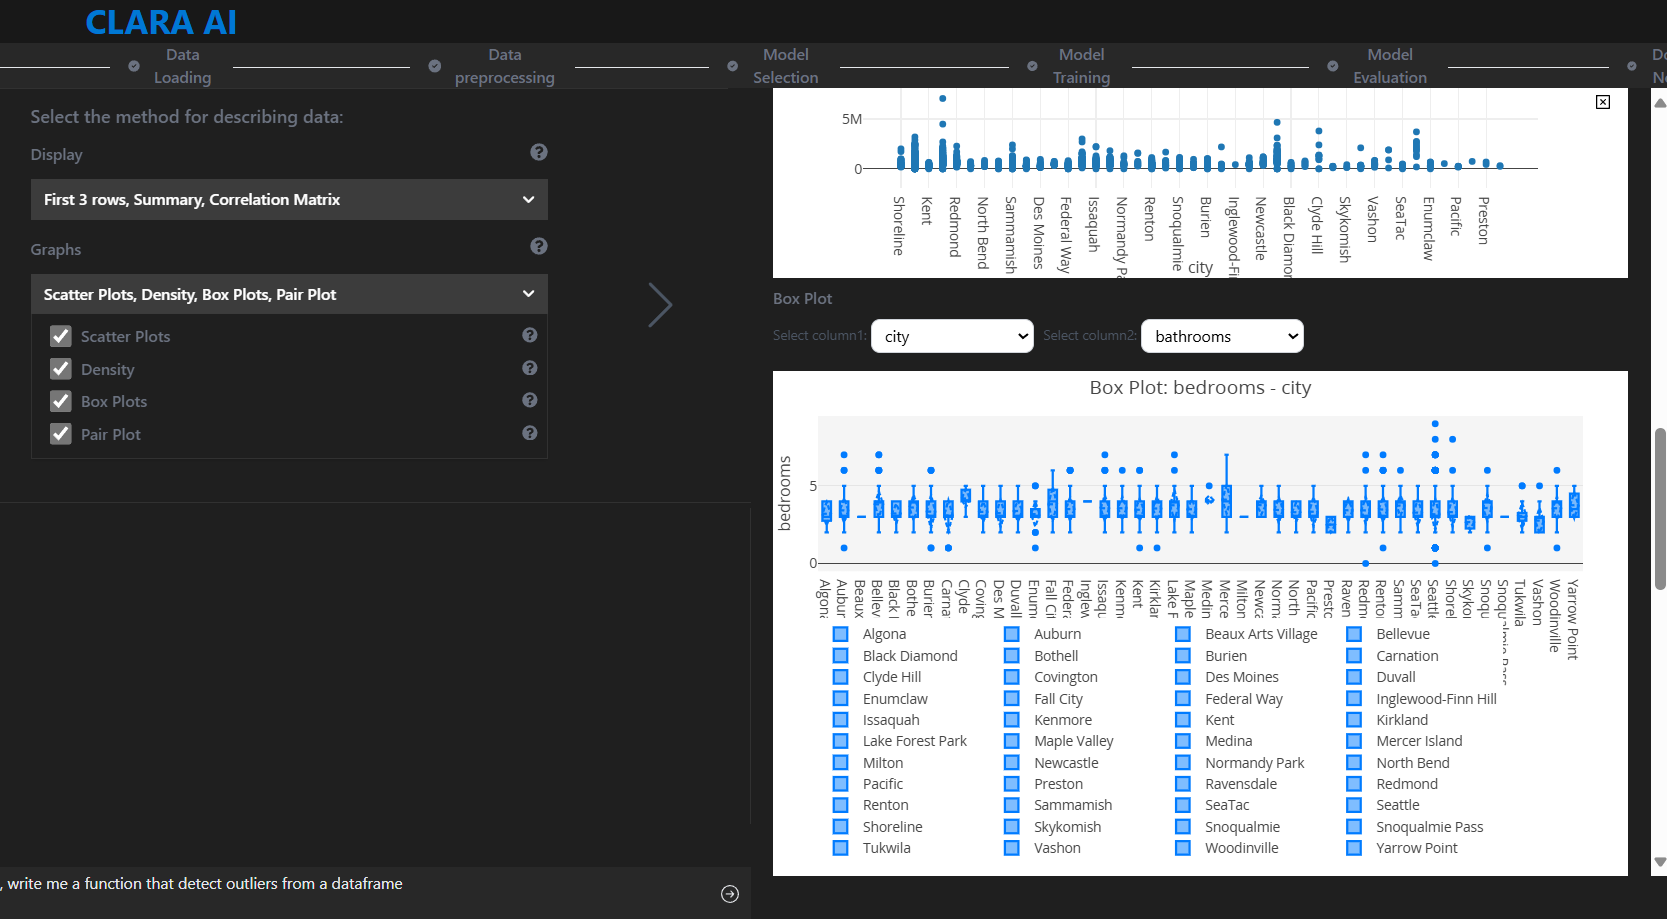 CLARA AI
Data Loading
Data preprocessing
Model Selection
Model Training
Model Evaluation
Select the method for describing data:
Display
First 3 rows, Summary, Correlation Matrix
Graphs
Scatter Plots, Density, Box Plots, Pair Plot
Scatter Plots
Density
Box Plots
Pair Plot
, write me a function that detect outliers from a dataframe
5M
0
Shoreline
Kent
Redmond
North Bend
Sammamish
Des Moines
Federal Way
Issaquah
Normandy Pa
Renton
Snoqualmie
Burien
Inglewood-Fi
Newcastle
Black Diamon
Clyde Hill
Skykomish
Vashon
SeaTac
Enumclaw
Pacific
Preston
city
Box Plot
Select column1: city Select column2: bathrooms
Box Plot: bedrooms - city
bedrooms
5
0
Algona
Aubur
Beaux
Bellev
Black
Bothe
Burier
Carna
Clyde
Coving
Des M
Duvall
Enum
Fall Cit
Federa
Inglew
Issaqu
Kenm
Kent
Kirklar
Lake F
Maple
Medin
Merce
Milton
Newca
Norma
North
Pacific
Presto
Raven
Redm
Rento
Samm
SeaTa
Seattle
Shorel
Skykor
Snoqu
Snoqualmie Pass
Tukwila
Vashon
Woodinville
Yarrow Point
Algona Auburn Beaux Arts Village Bellevue
Black Diamond Bothell Burien Carnation
Clyde Hill Covington Des Moines Duvall
Enumclaw Fall City Federal Way Inglewood-Finn Hill
Issaquah Kenmore Kent Kirkland
Lake Forest Park Maple Valley Medina Mercer Island
Milton Newcastle Normandy Park North Bend
Pacific Preston Ravensdale Redmond
Renton Sammamish SeaTac Seattle
Shoreline Skykomish Snoqualmie Snoqualmie Pass
Tukwila Vashon Woodinville Yarrow Point